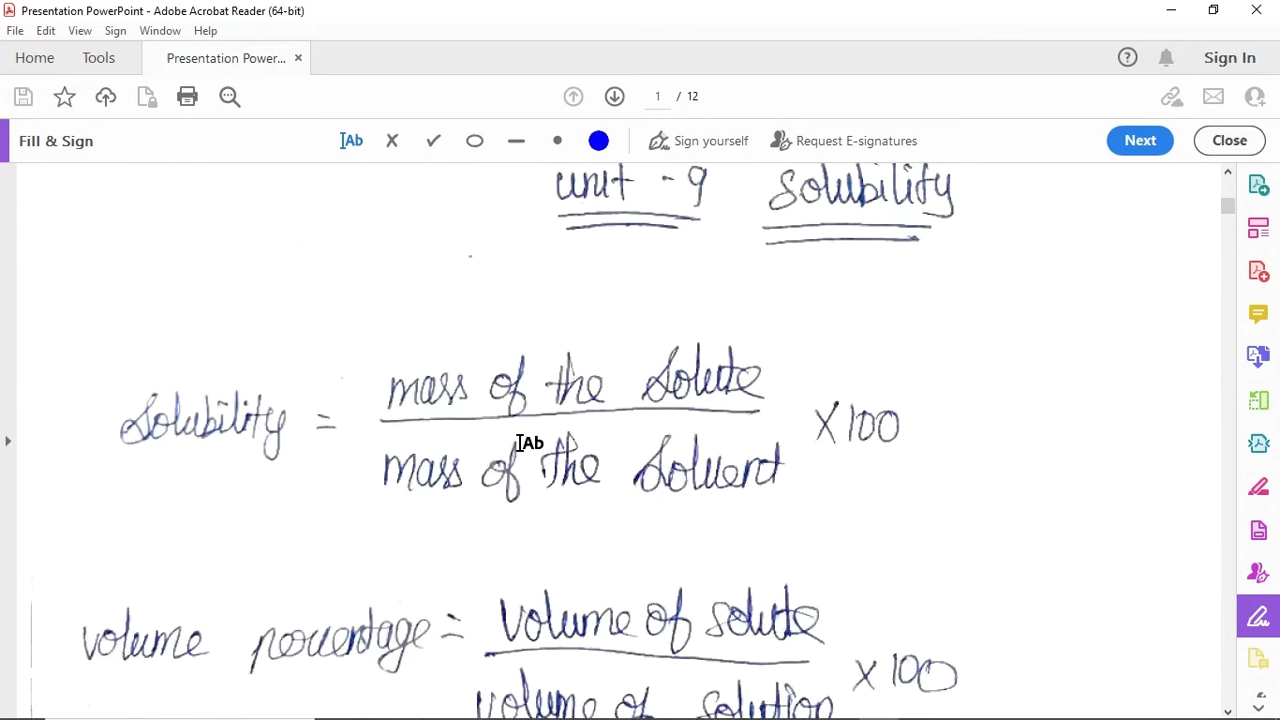 Presentation PowerPoint - Adobe Acrobat Reader (64-bit)
File Edit View Sign Window Help
Home Tools Presentation Power... ×
Sign In
1 / 12
Fill & Sign
Ab
Sign yourself
Request E-signatures
Next
Close
unit - 9 Solubility
mass of the Solute
Solubility = × 100
Ab
mass of the Solvent
volume of solute
volume percentage = × 100
volume of solution